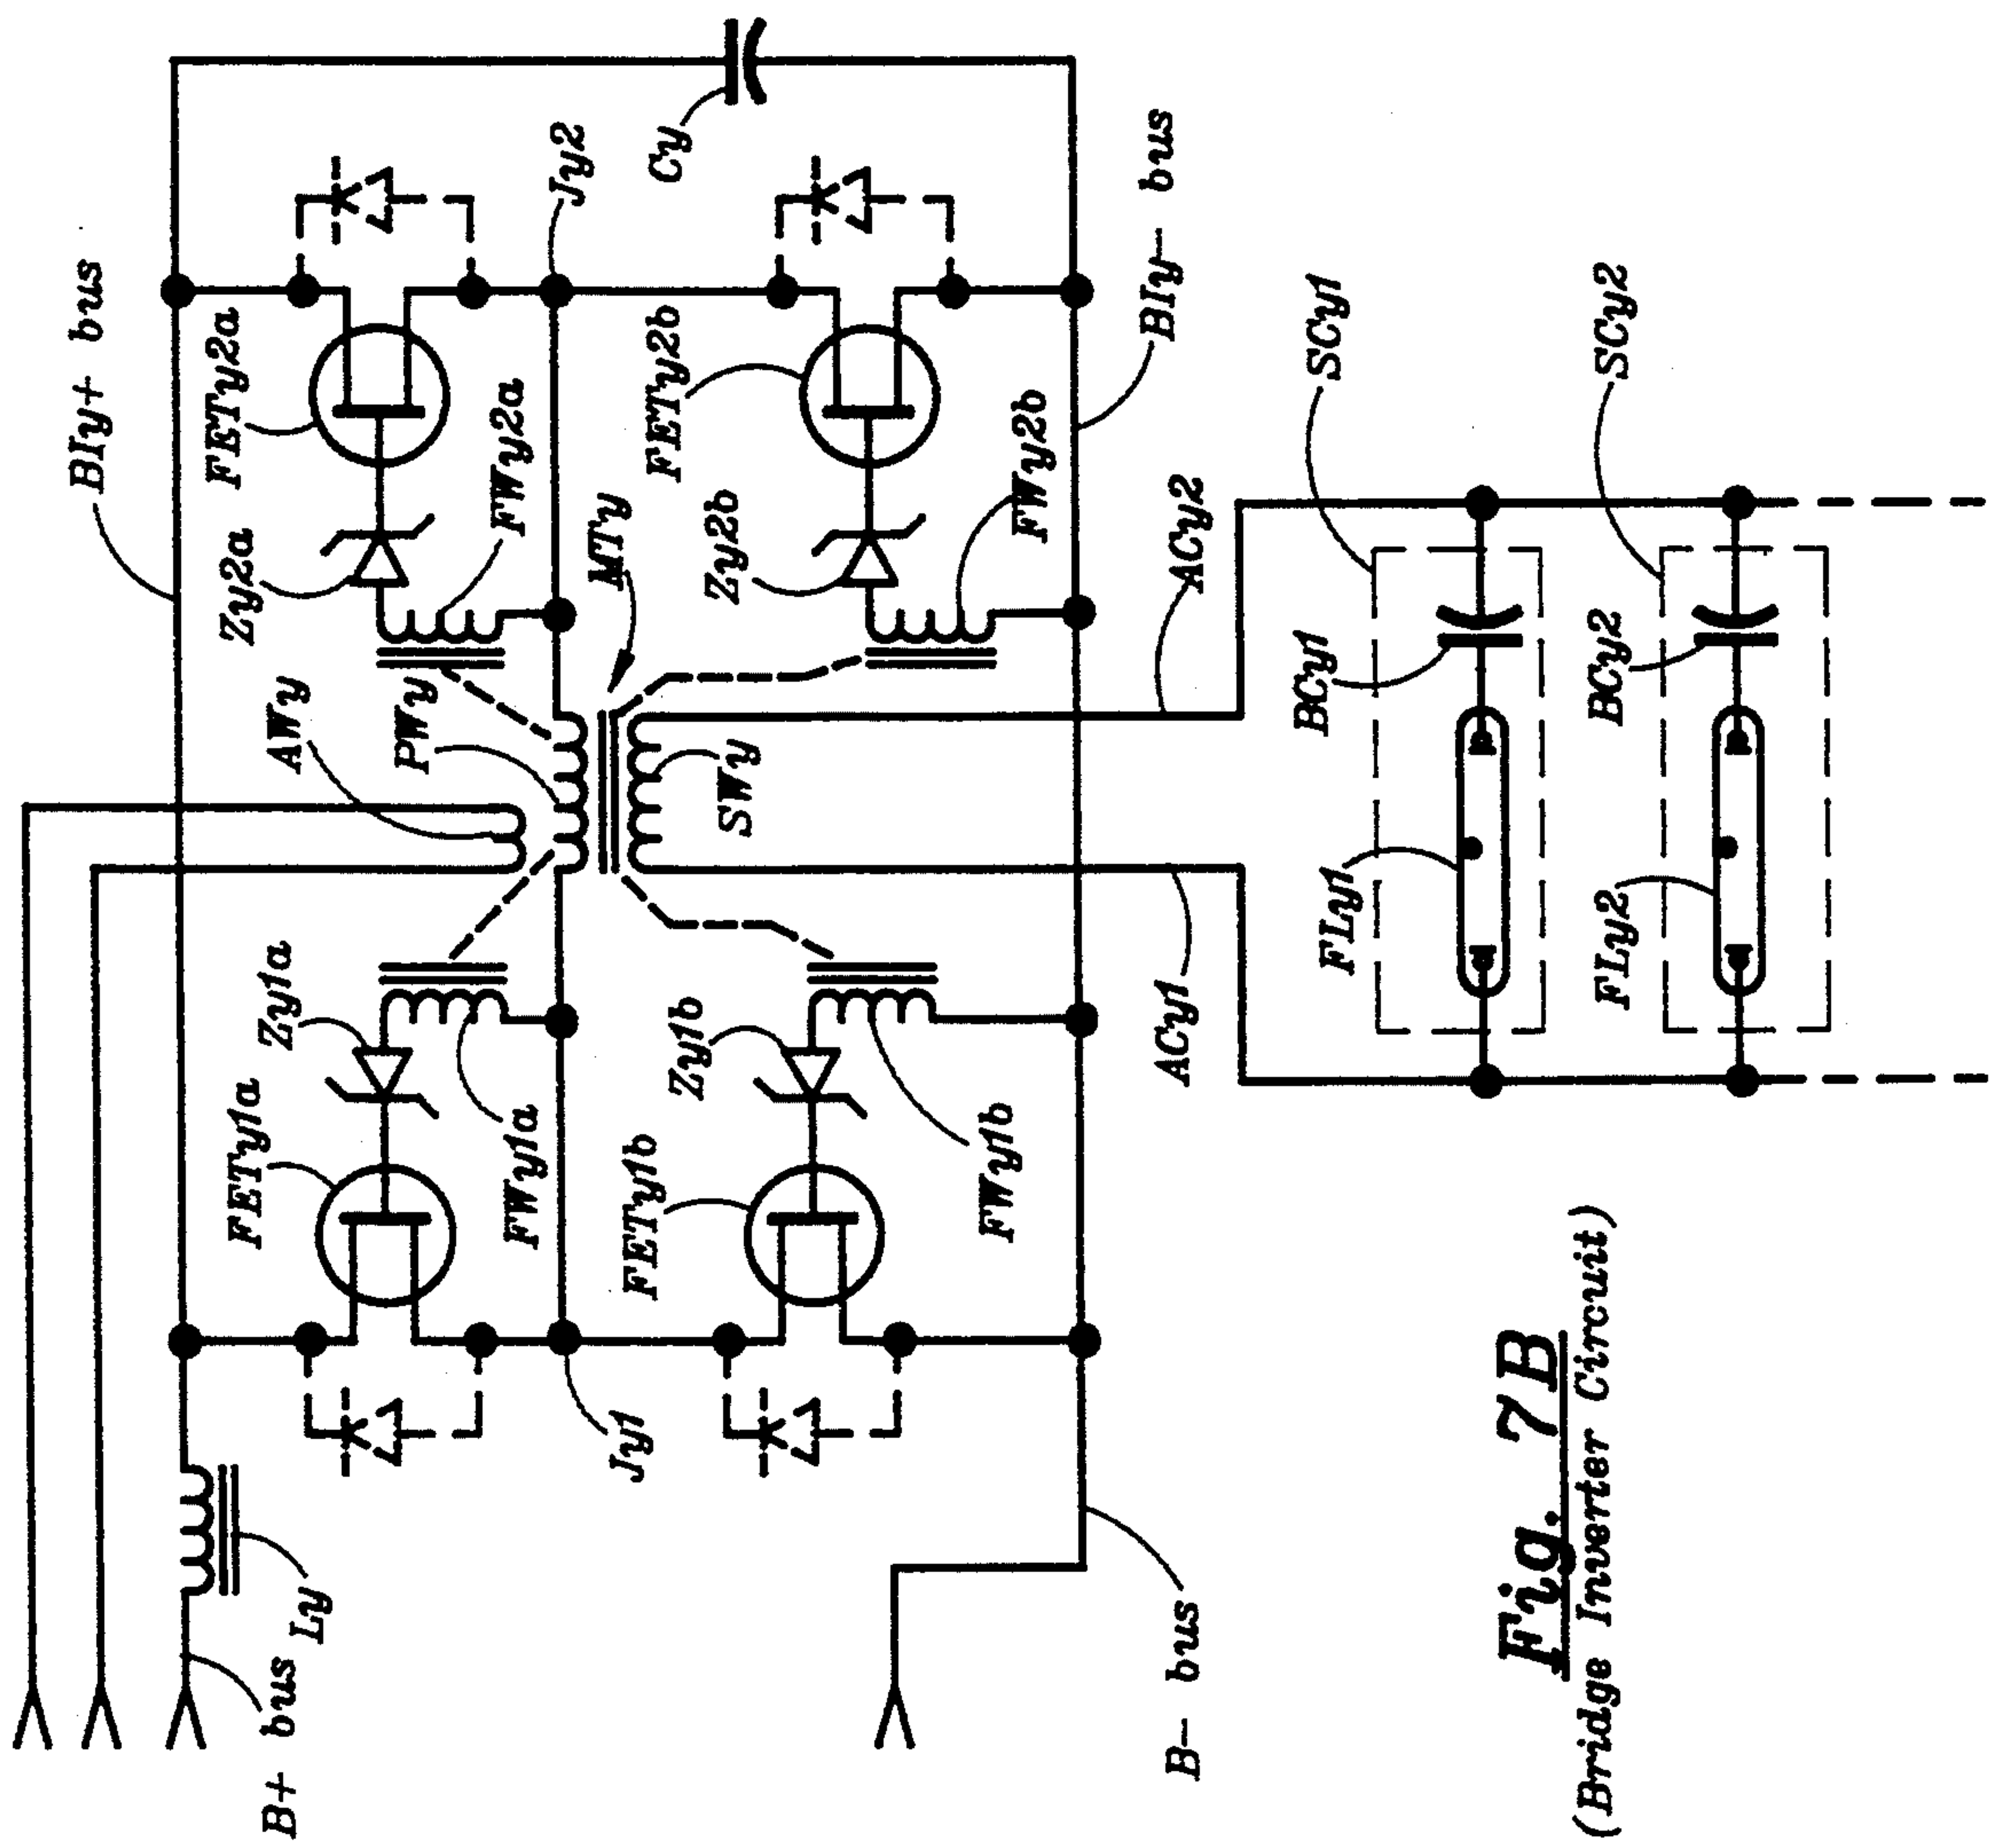 BIy+ bus
FETy2a
Jy2
Cy
Zy2a
FWy2a
FETy2b
BIy- bus
MTy
Zy2b
FWy2b
ACy2
SCy1
SCy2
AWy
PWy
SWy
BCy1
BCy2
Zy1a
FETy1a
FWy1a
Zy1b
FETy1b
FWy1b
ACy1
FLy1
FLy2
Jy1
Ly
B+ bus
B- bus
Fig. 7B
(Bridge Inverter Circuit)